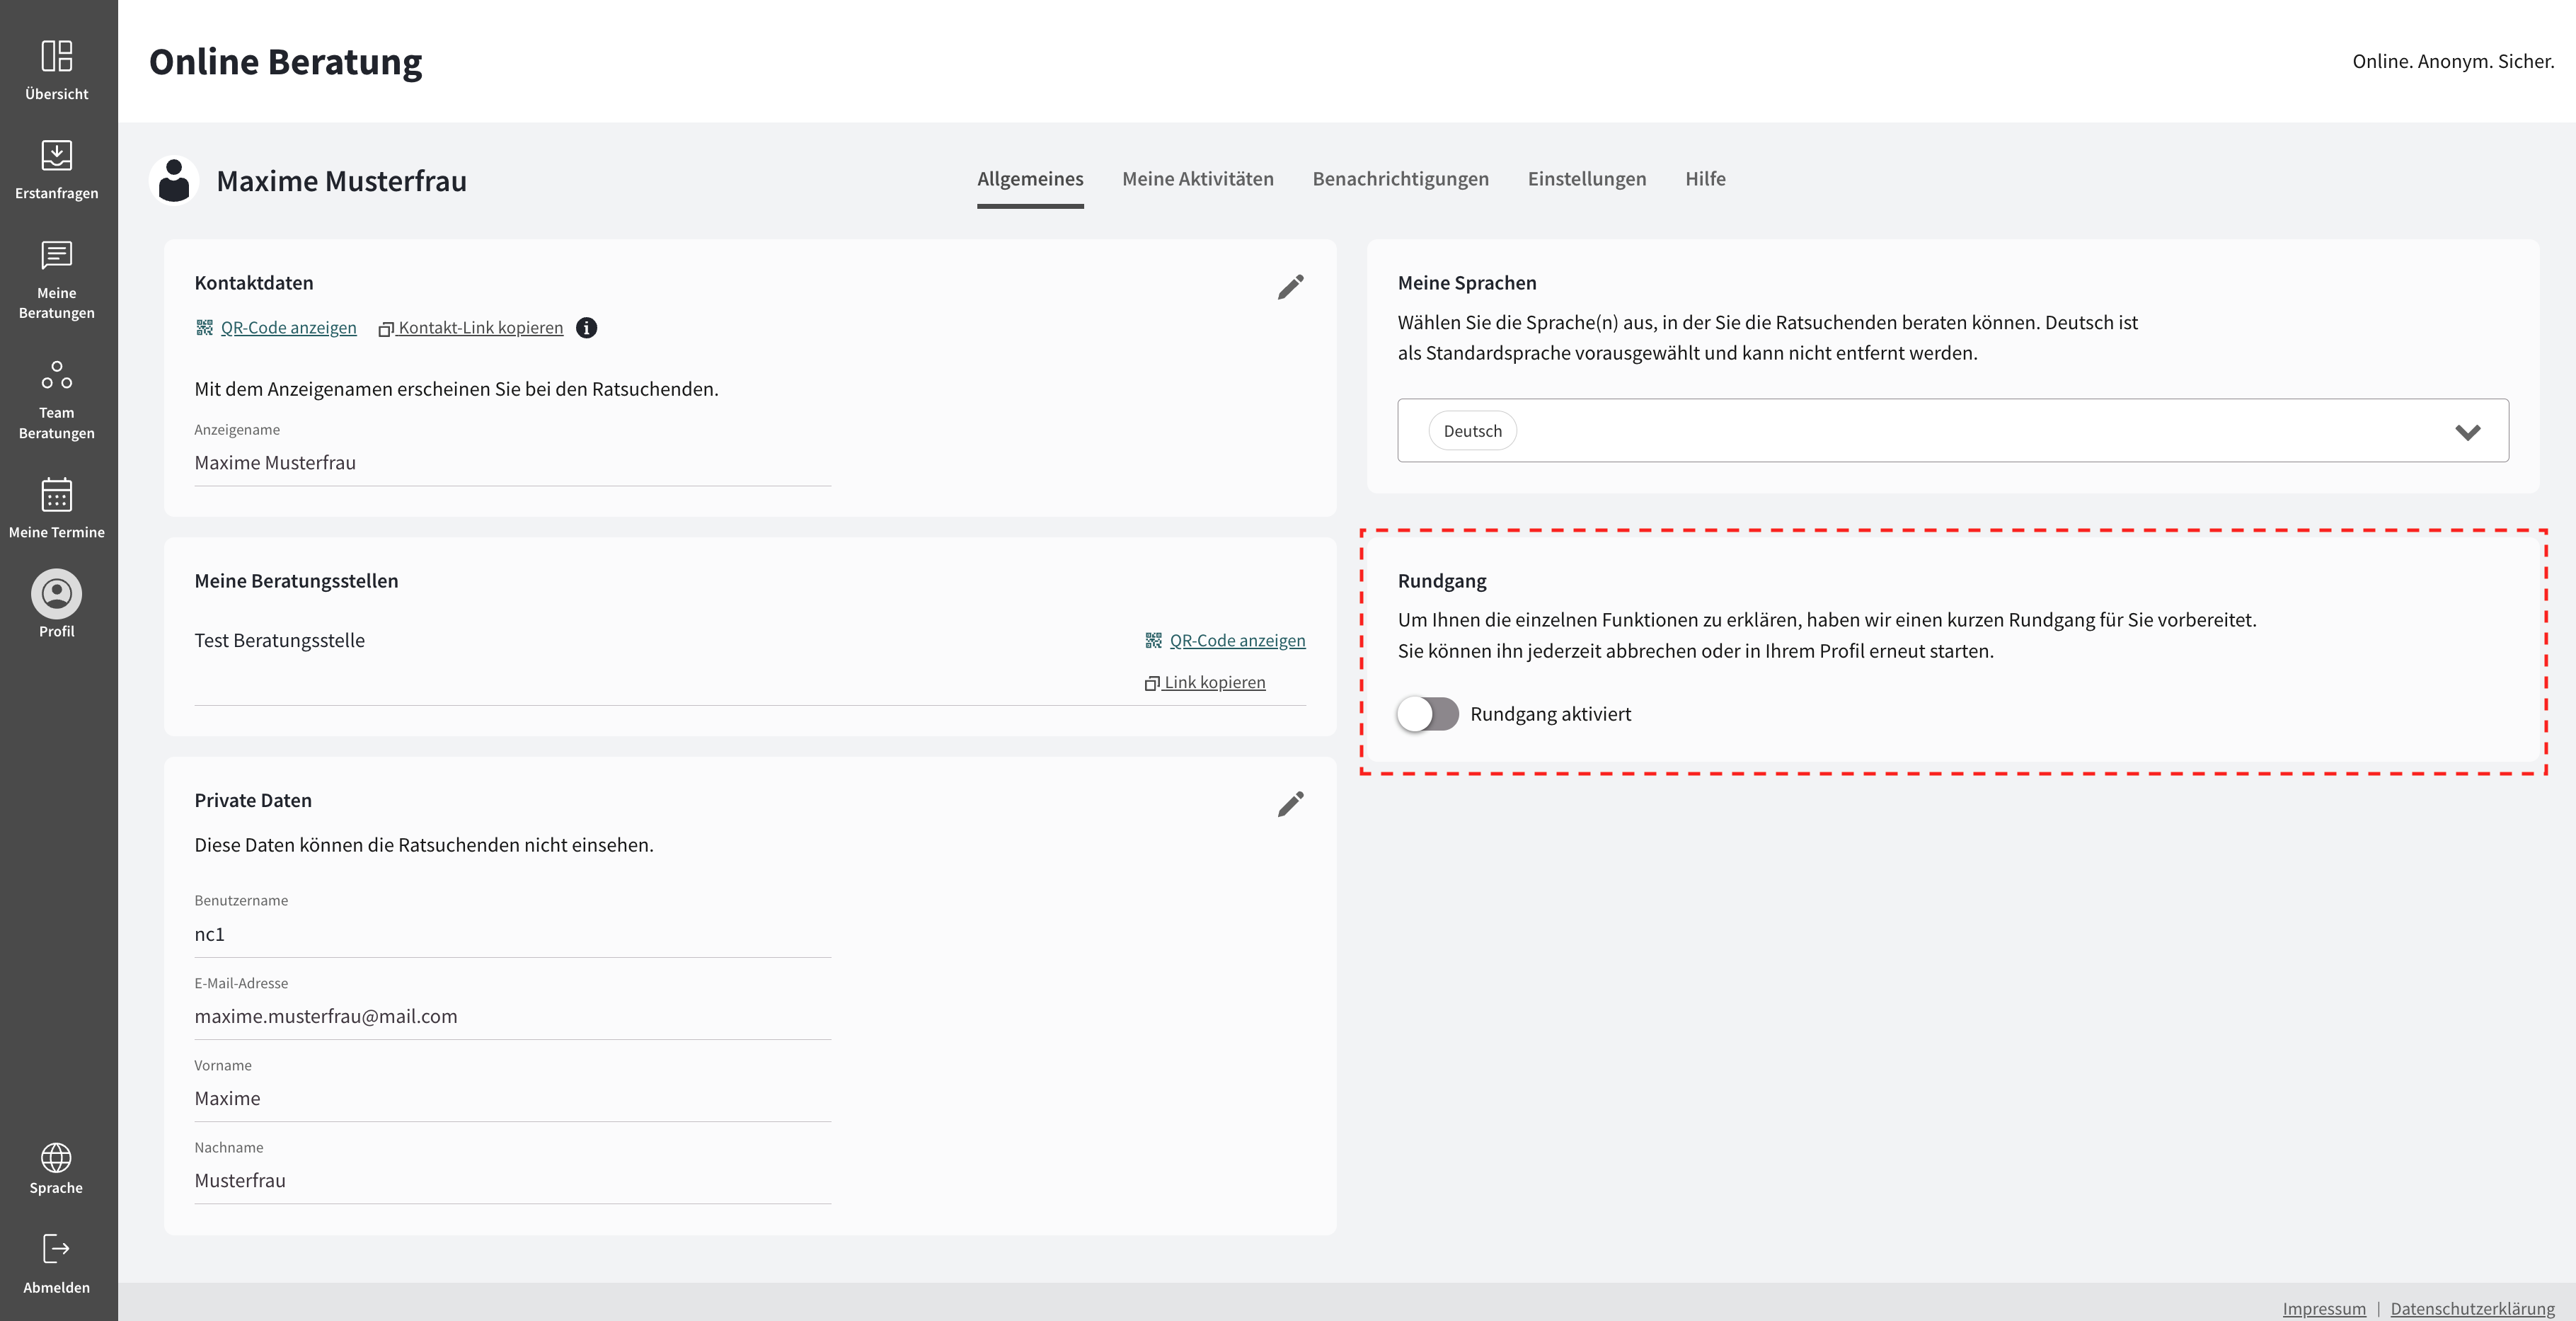 Übersicht
Erstanfragen
Meine
Beratungen
Team
Beratungen
Meine Termine
Profil
Sprache
Abmelden
Online Beratung
Online. Anonym. Sicher.
Maxime Musterfrau
Allgemeines Meine Aktivitäten Benachrichtigungen Einstellungen Hilfe
Kontaktdaten
QR-Code anzeigen Kontakt-Link kopieren
Mit dem Anzeigenamen erscheinen Sie bei den Ratsuchenden.
Anzeigename
Maxime Musterfrau
Meine Beratungsstellen
Test Beratungsstelle QR-Code anzeigen
Link kopieren
Private Daten
Diese Daten können die Ratsuchenden nicht einsehen.
Benutzername
nc1
E-Mail-Adresse
maxime.musterfrau@mail.com
Vorname
Maxime
Nachname
Musterfrau
Meine Sprachen
Wählen Sie die Sprache(n) aus, in der Sie die Ratsuchenden beraten können. Deutsch ist
als Standardsprache vorausgewählt und kann nicht entfernt werden.
Deutsch
Rundgang
Um Ihnen die einzelnen Funktionen zu erklären, haben wir einen kurzen Rundgang für Sie vorbereitet.
Sie können ihn jederzeit abbrechen oder in Ihrem Profil erneut starten.
Rundgang aktiviert
Impressum | Datenschutzerklärung